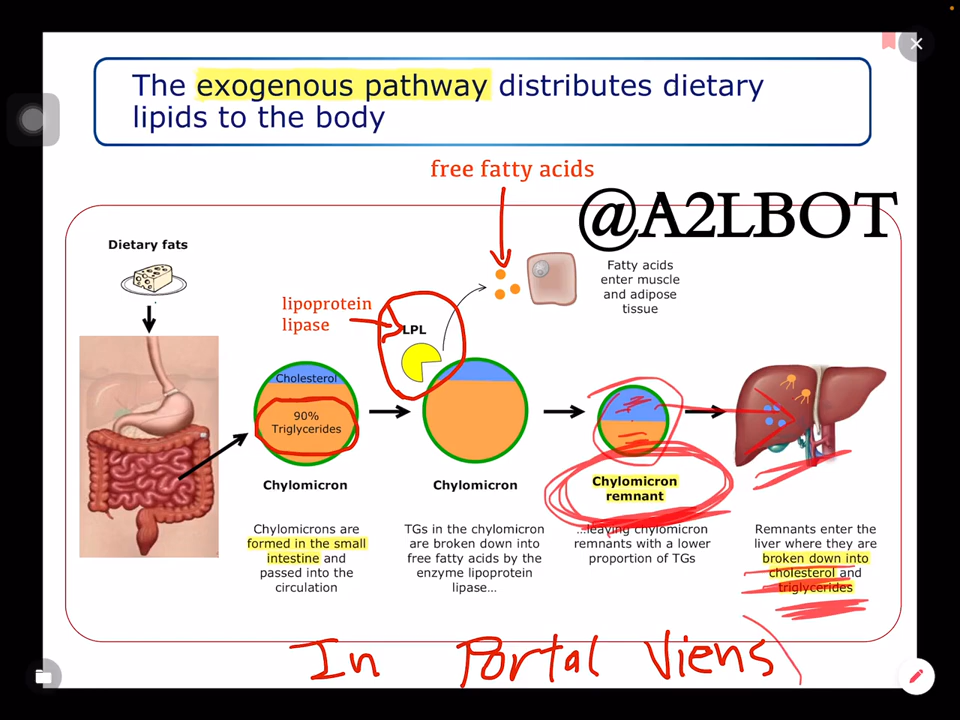 The exogenous pathway distributes dietary
lipids to the body
free fatty acids
@A2LBOT
Dietary fats
Fatty acids
enter muscle
and adipose
tissue
lipoprotein
lipase
LPL
Cholesterol
90%
Triglycerides
Chylomicron
Chylomicron
Chylomicron
remnant
Chylomicrons are
formed in the small
intestine and
passed into the
circulation
TGs in the chylomicron
are broken down into
free fatty acids by the
enzyme lipoprotein
lipase...
...leaving chylomicron
remnants with a lower
proportion of TGs
Remnants enter the
liver where they are
broken down into
cholesterol and
triglycerides
In Portal Viens